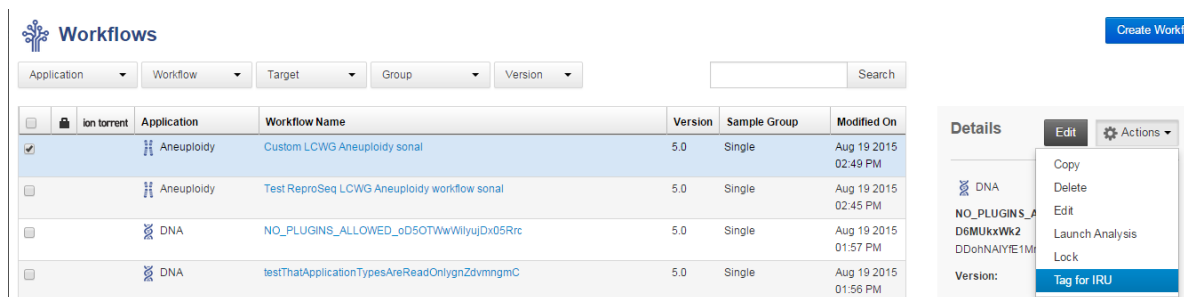 Workflows
Create Workf
Application Workflow Target Group Version Search
ion torrent Application Workflow Name Version Sample Group Modified On
Aneuploidy Custom LCWG Aneuploidy sonal 5.0 Single Aug 19 2015
02:49 PM
Aneuploidy Test ReproSeq LCWG Aneuploidy workflow sonal 5.0 Single Aug 19 2015
02:45 PM
DNA NO_PLUGINS_ALLOWED_oD5OTWwWilyujDx05Rrc 5.0 Single Aug 19 2015
01:57 PM
DNA testThatApplicationTypesAreReadOnlygnZdvmngmC 5.0 Single Aug 19 2015
01:56 PM
Details Edit Actions
DNA
NO_PLUGINS_A
D6MUkxWk2
DDohNAIYfE1Mr
Version:
Copy
Delete
Edit
Launch Analysis
Lock
Tag for IRU